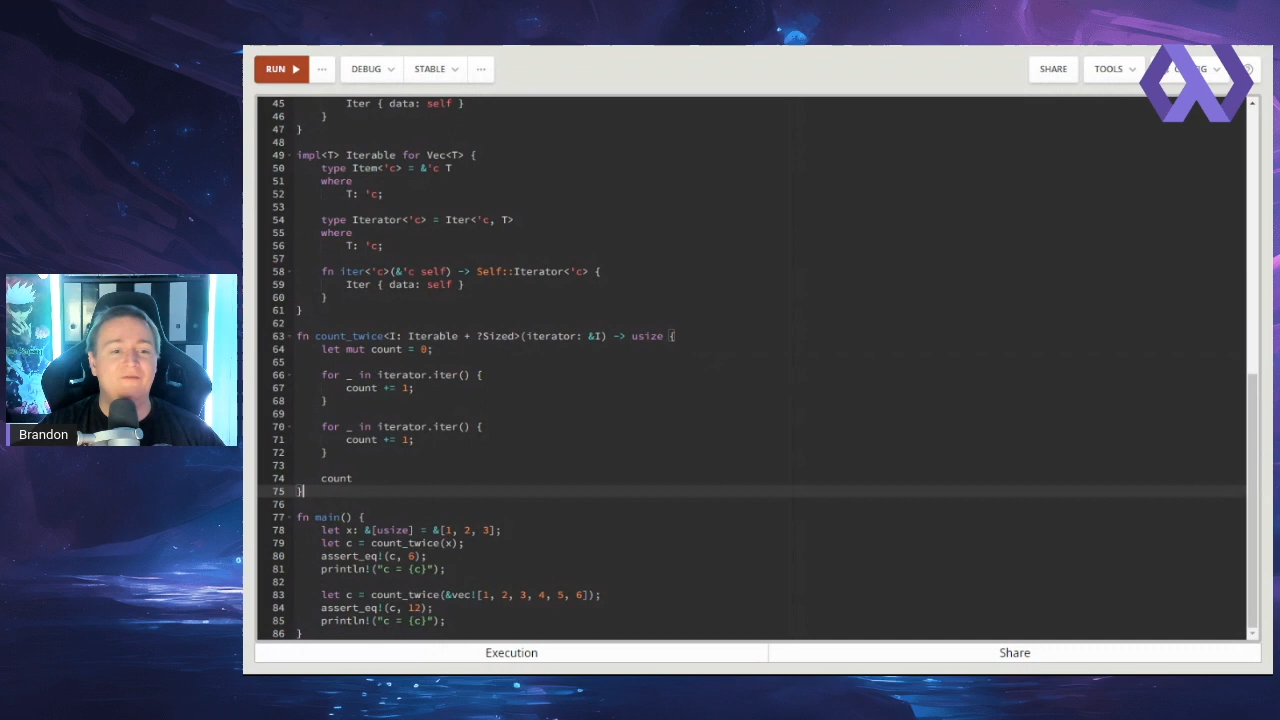 RUN ▶ ··· DEBUG STABLE ··· SHARE TOOLS
45 Iter { data: self }
46 }
47 }
48
49 impl<T> Iterable for Vec<T> {
50 type Item<'c> = &'c T
51 where
52 T: 'c;
53
54 type Iterator<'c> = Iter<'c, T>
55 where
56 T: 'c;
57
58 fn iter<'c>(&'c self) -> Self::Iterator<'c> {
59 Iter { data: self }
60 }
61 }
62
63 fn count_twice<I: Iterable + ?Sized>(iterator: &I) -> usize {
64 let mut count = 0;
65
66 for _ in iterator.iter() {
67 count += 1;
68 }
69
70 for _ in iterator.iter() {
71 count += 1;
72 }
73
74 count
75 }
76
77 fn main() {
78 let x: &[usize] = &[1, 2, 3];
79 let c = count_twice(x);
80 assert_eq!(c, 6);
81 println!("c = {c}");
82
83 let c = count_twice(&vec![1, 2, 3, 4, 5, 6]);
84 assert_eq!(c, 12);
85 println!("c = {c}");
86 }
Brandon
Execution Share